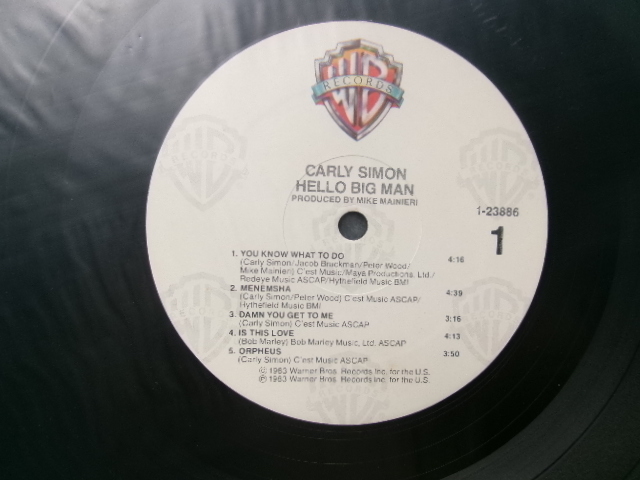 WB
RECORDS
CARLY SIMON
HELLO BIG MAN
PRODUCED BY MIKE MAINIERI
1-23886
1
1. YOU KNOW WHAT TO DO 4:16
(Carly Simon/Jacob Brackman/Peter Wood/
Mike Mainieri) C'est Music/Maya Productions, Ltd./
Redeye Music ASCAP/Hythefield Music BMI
2. MENEMSHA 4:39
(Carly Simon/Peter Wood) C'est Music ASCAP/
Hythefield Music BMI
3. DAMN YOU GET TO ME 3:16
(Carly Simon) C'est Music ASCAP
4. IS THIS LOVE 4:13
(Bob Marley) Bob Marley Music, Ltd. ASCAP
5. ORPHEUS 3:50
(Carly Simon) C'est Music ASCAP
© 1983 Warner Bros. Records Inc. for the U.S.
℗ 1983 Warner Bros. Records Inc. for the U.S.